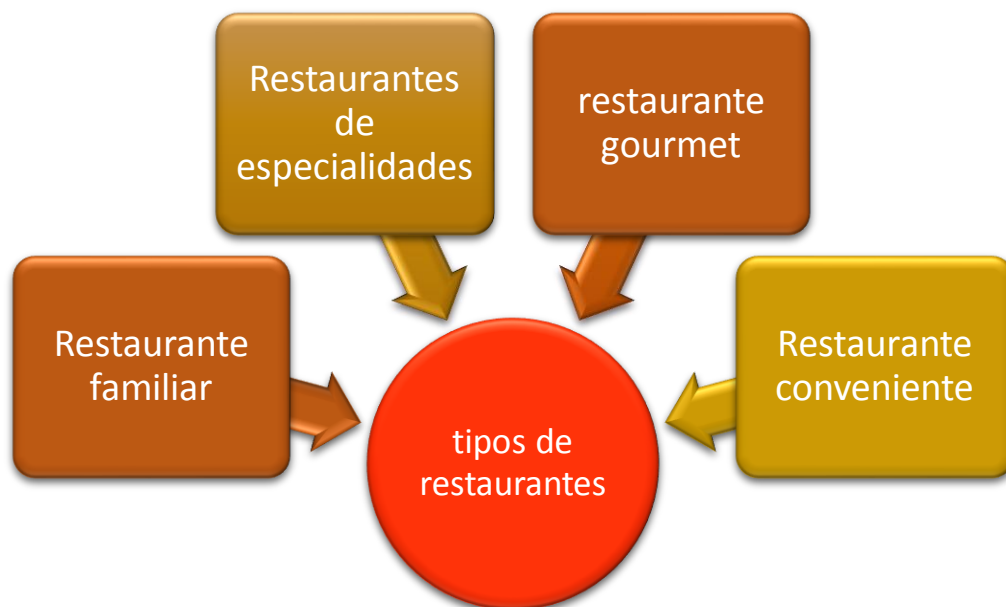 Restaurante
familiar
Restaurantes
de
especialidades
restaurante
gourmet
Restaurante
conveniente
tipos de
restaurantes